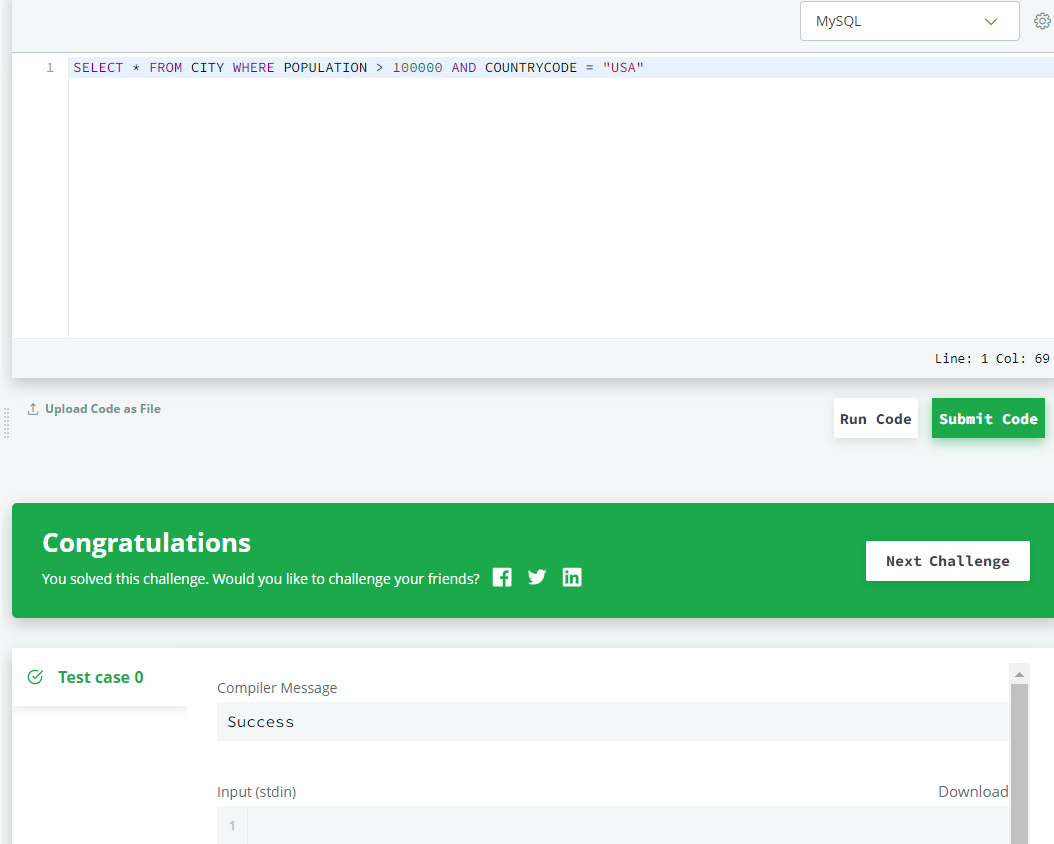 MySQL
1 SELECT * FROM CITY WHERE POPULATION > 100000 AND COUNTRYCODE = "USA"
Line: 1 Col: 69
Upload Code as File
Run Code
Submit Code
Congratulations
You solved this challenge. Would you like to challenge your friends?
Next Challenge
Test case 0
Compiler Message
Success
Input (stdin)
Download
1